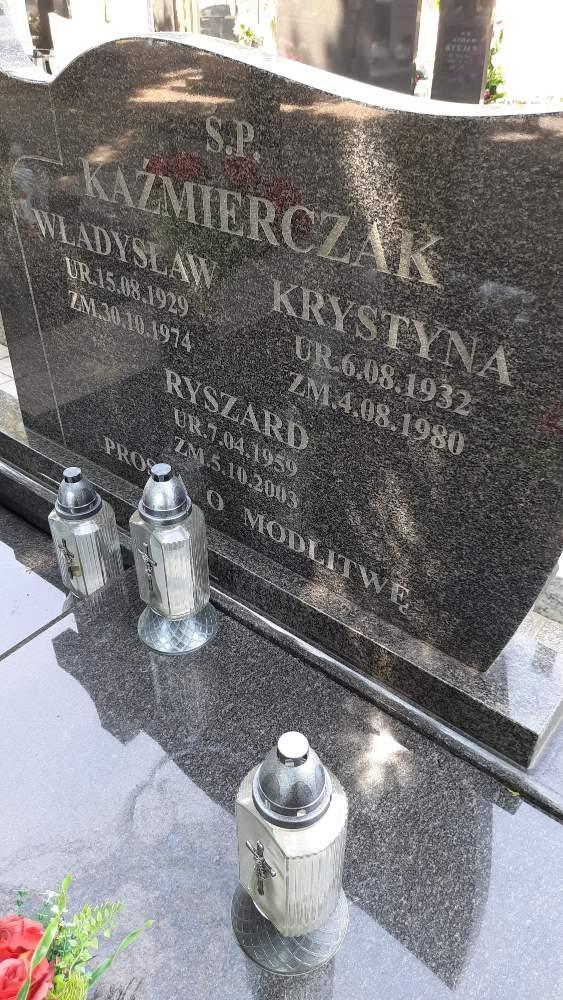 S.P.
KAŹMIERCZAK
WŁADYSŁAW
UR.15.08.1929
ZM.30.10.1974
KRYSTYNA
UR.6.08.1932
ZM.4.08.1980
RYSZARD
UR.7.04.1959
ZM.5.10.2003
O MODLITWĘ